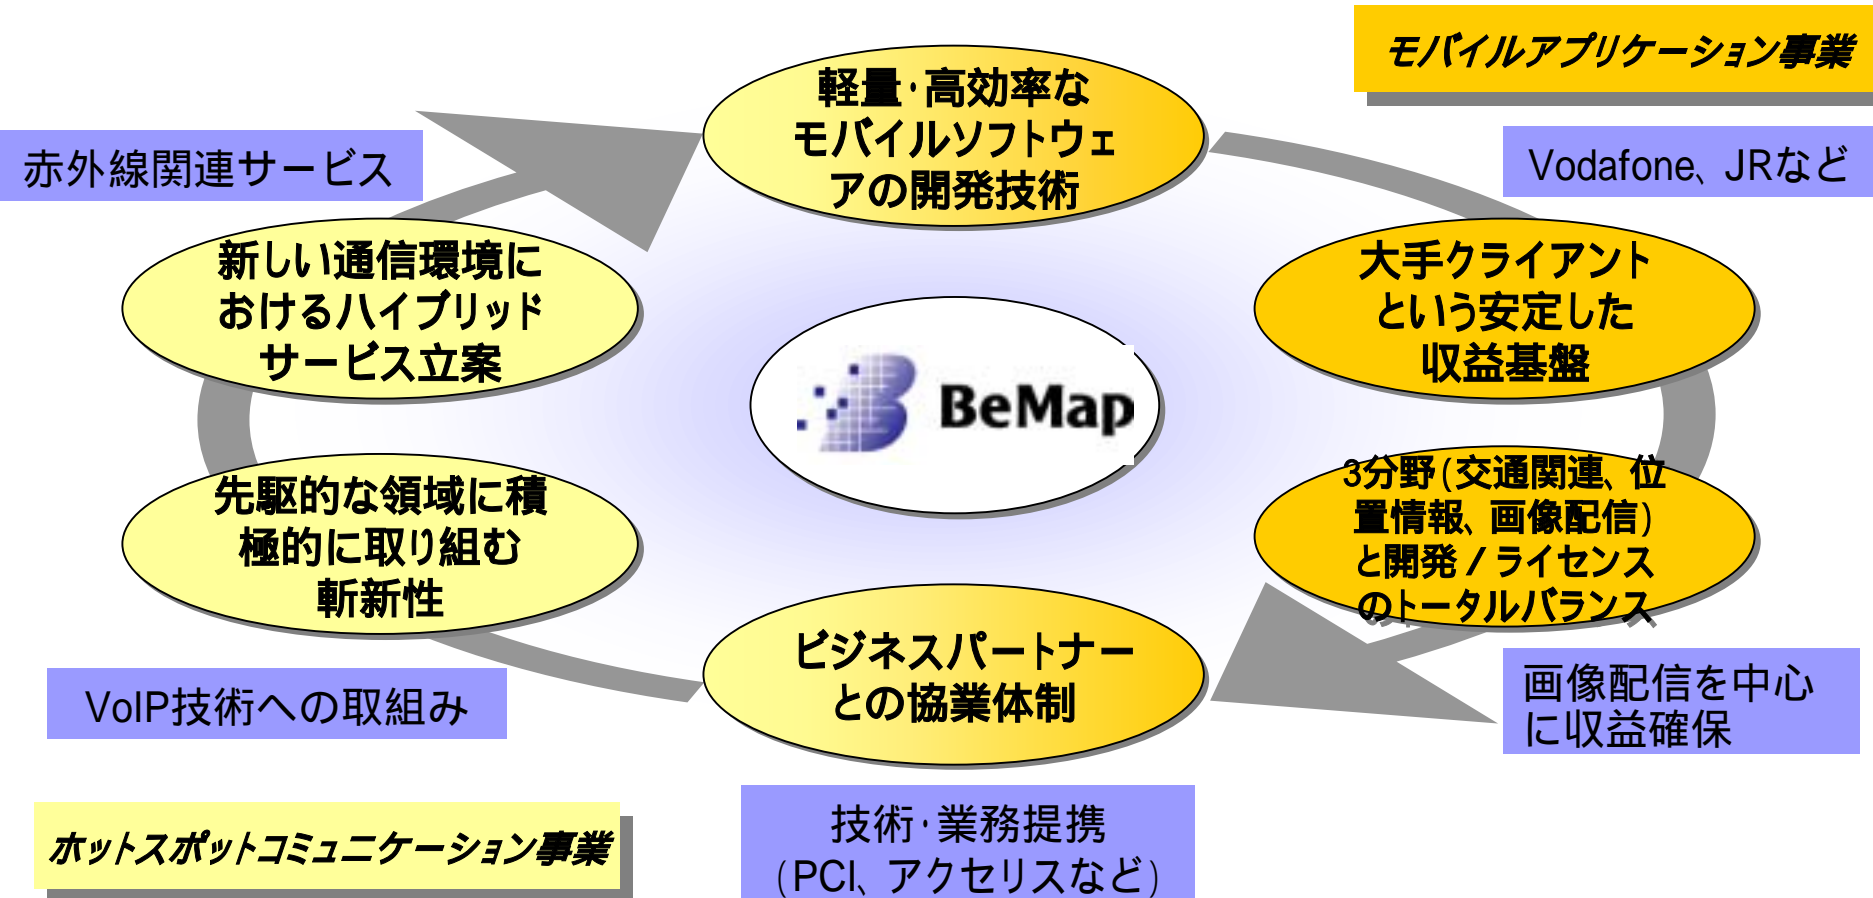 モバイルアプリケーション事業
軽量・高効率な
モバイルソフトウェ
アの開発技術
赤外線関連サービス
Vodafone、JRなど
新しい通信環境に
おけるハイブリッド
サービス立案
大手クライアント
という安定した
収益基盤
BeMap
先駆的な領域に積
極的に取り組む
斬新性
3分野(交通関連、位
置情報、画像配信)
と開発/ライセンス
のトータルバランス
ビジネスパートナー
との協業体制
VoIP技術への取組み
画像配信を中心
に収益確保
技術・業務提携
(PCI、アクセリスなど)
ホットスポットコミュニケーション事業